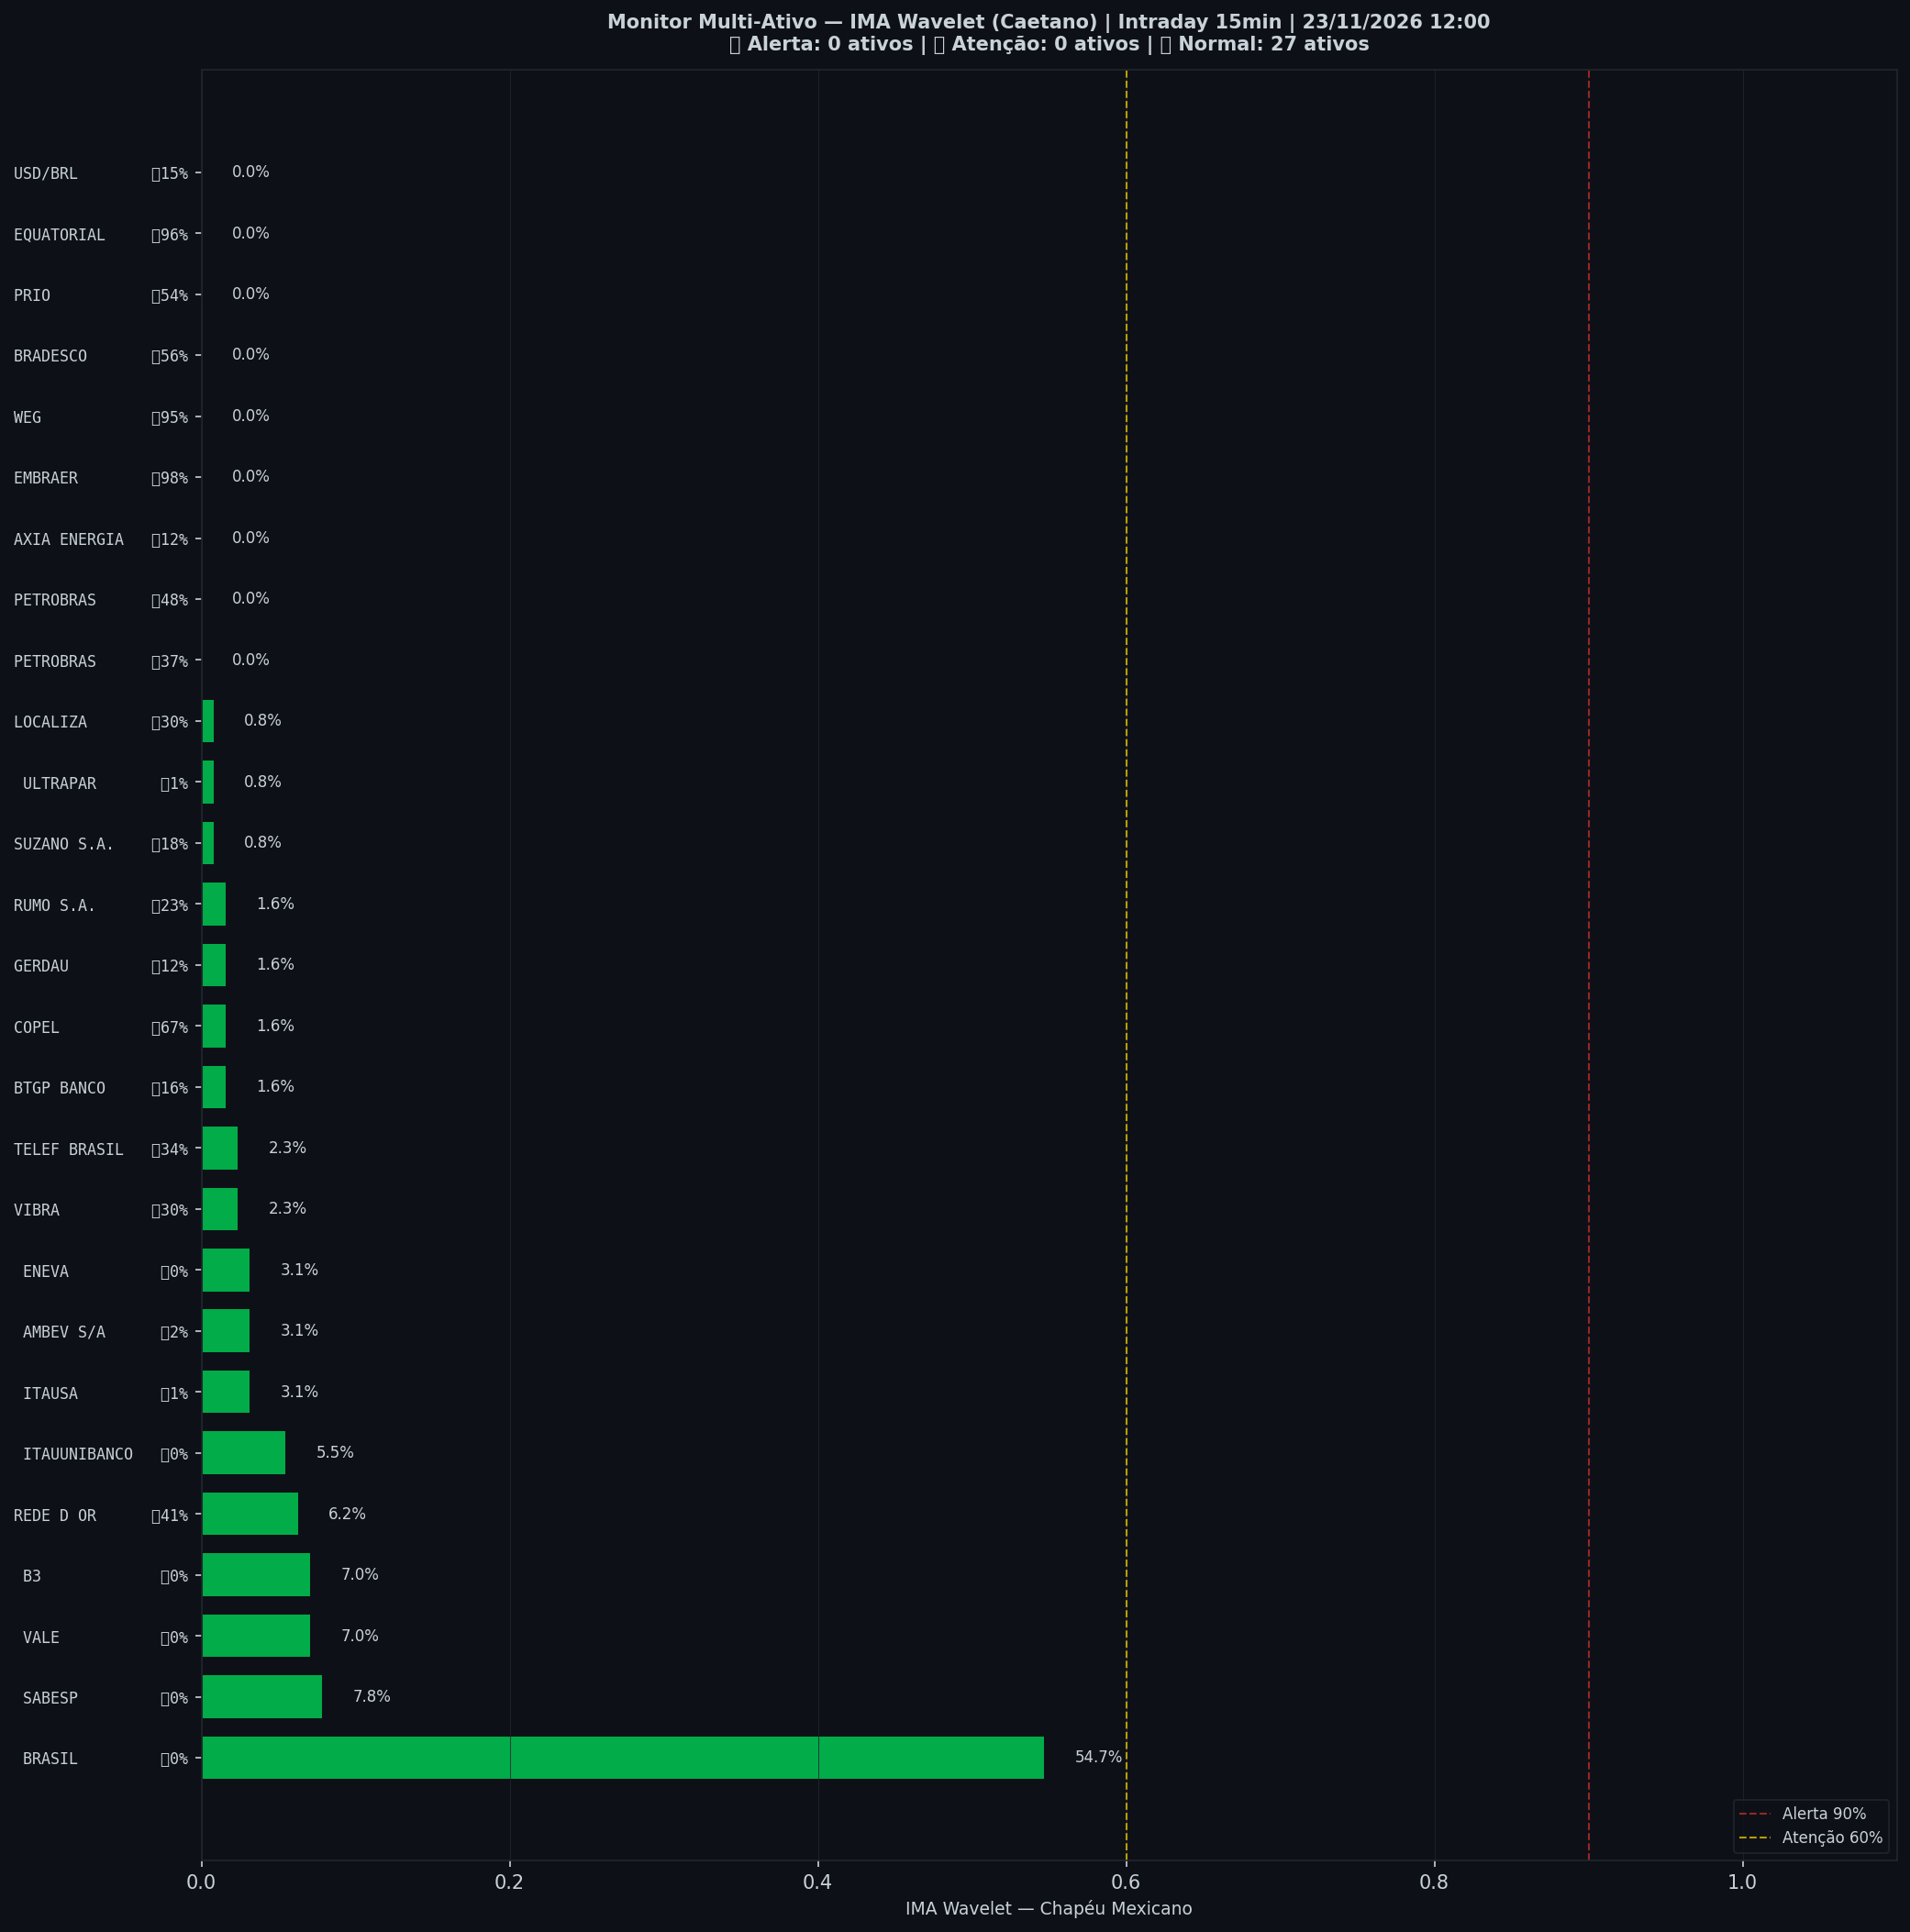 Monitor Multi-Ativo — IMA Wavelet (Caetano) | Intraday 15min | 23/11/2026 12:00
▯ Alerta: 0 ativos | ▯ Atenção: 0 ativos | ▯ Normal: 27 ativos
USD/BRL ▯15% 0.0%
EQUATORIAL ▯96% 0.0%
PRIO ▯54% 0.0%
BRADESCO ▯56% 0.0%
WEG ▯95% 0.0%
EMBRAER ▯98% 0.0%
AXIA ENERGIA ▯12% 0.0%
PETROBRAS ▯48% 0.0%
PETROBRAS ▯37% 0.0%
LOCALIZA ▯30% 0.8%
ULTRAPAR ▯1% 0.8%
SUZANO S.A. ▯18% 0.8%
RUMO S.A. ▯23% 1.6%
GERDAU ▯12% 1.6%
COPEL ▯67% 1.6%
BTGP BANCO ▯16% 1.6%
TELEF BRASIL ▯34% 2.3%
VIBRA ▯30% 2.3%
ENEVA ▯0% 3.1%
AMBEV S/A ▯2% 3.1%
ITAUSA ▯1% 3.1%
ITAUUNIBANCO ▯0% 5.5%
REDE D OR ▯41% 6.2%
B3 ▯0% 7.0%
VALE ▯0% 7.0%
SABESP ▯0% 7.8%
BRASIL ▯0% 54.7%
Alerta 90%
Atenção 60%
0.0 0.2 0.4 0.6 0.8 1.0
IMA Wavelet — Chapéu Mexicano